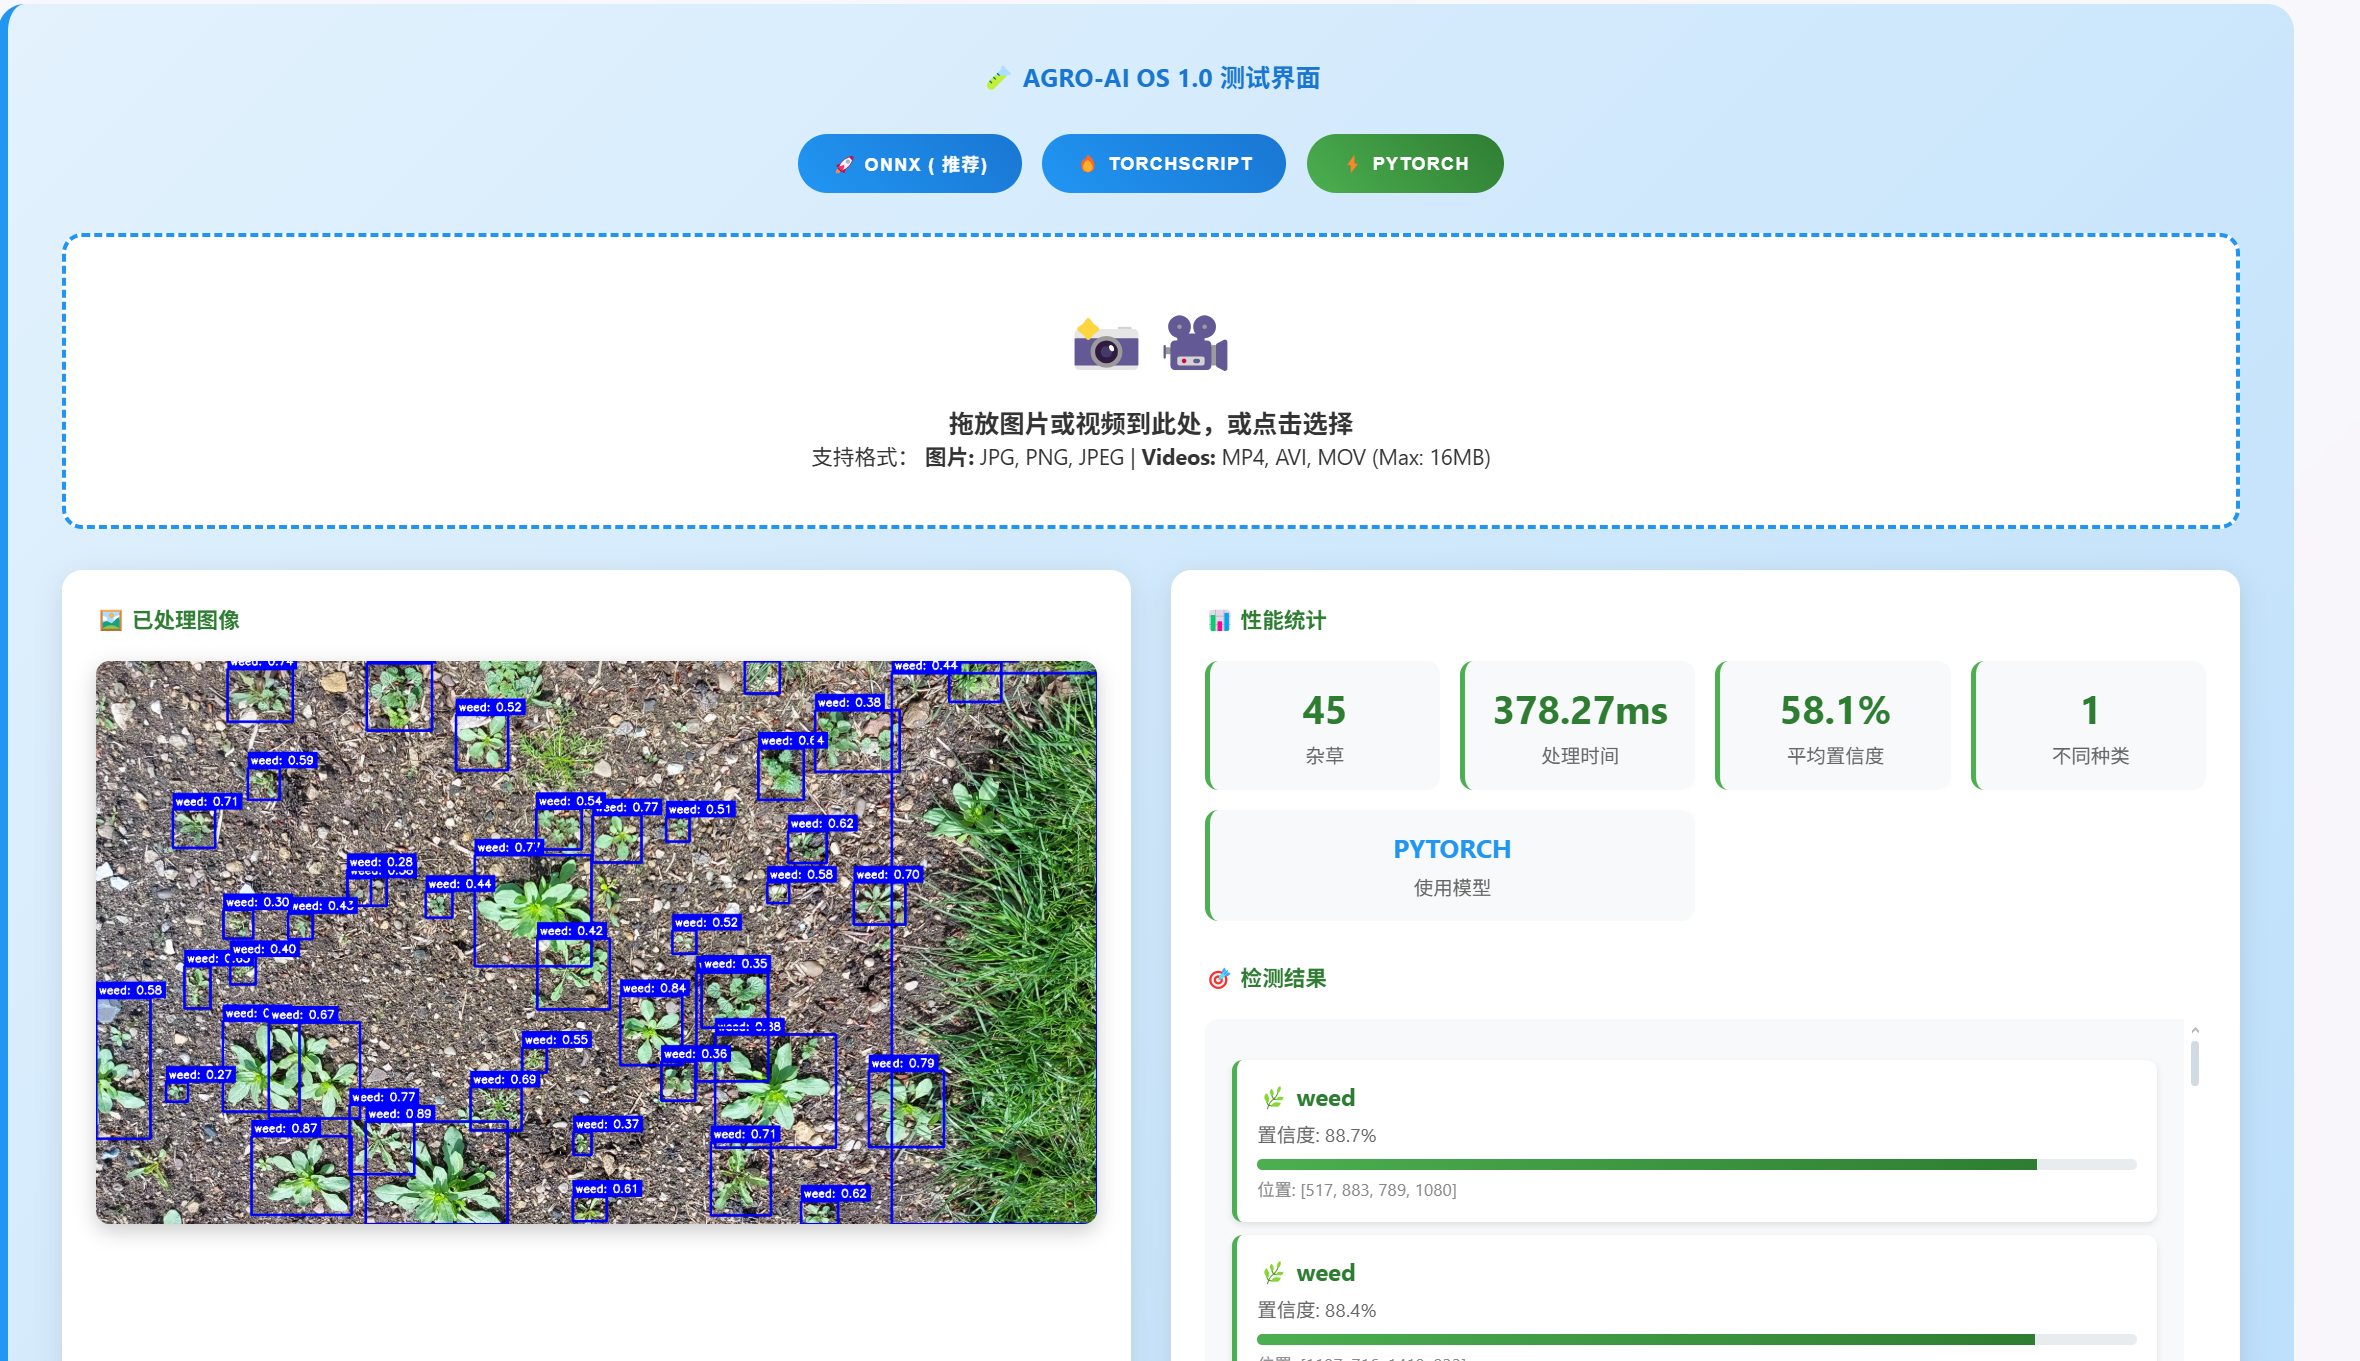 AGRO-AI OS 1.0 测试界面
ONNX ( 推荐)
TORCHSCRIPT
PYTORCH
拖放图片或视频到此处，或点击选择
支持格式： 图片: JPG, PNG, JPEG | Videos: MP4, AVI, MOV (Max: 16MB)
已处理图像
weed: 0.74
weed: 0.44
weed: 0.52
weed: 0.38
weed: 0.64
weed: 0.59
weed: 0.71
weed: 0.54
weed: 0.77
weed: 0.51
weed: 0.62
weed: 0.77
weed: 0.28
weed: 0.44
weed: 0.58
weed: 0.70
weed: 0.30
weed: 0.43
weed: 0.52
weed: 0.42
weed: 0.40
weed:
weed: 0.35
weed: 0.58
weed: 0.84
weed:
weed: 0.67
weed: 0.88
weed: 0.55
weed: 0.36
weed: 0.79
weed: 0.27
weed: 0.69
weed: 0.77
weed: 0.89
weed: 0.87
weed: 0.37
weed: 0.71
weed: 0.61
weed: 0.62
性能统计
45
杂草
378.27ms
处理时间
58.1%
平均置信度
1
不同种类
PYTORCH
使用模型
检测结果
weed
置信度: 88.7%
位置: [517, 883, 789, 1080]
weed
置信度: 88.4%